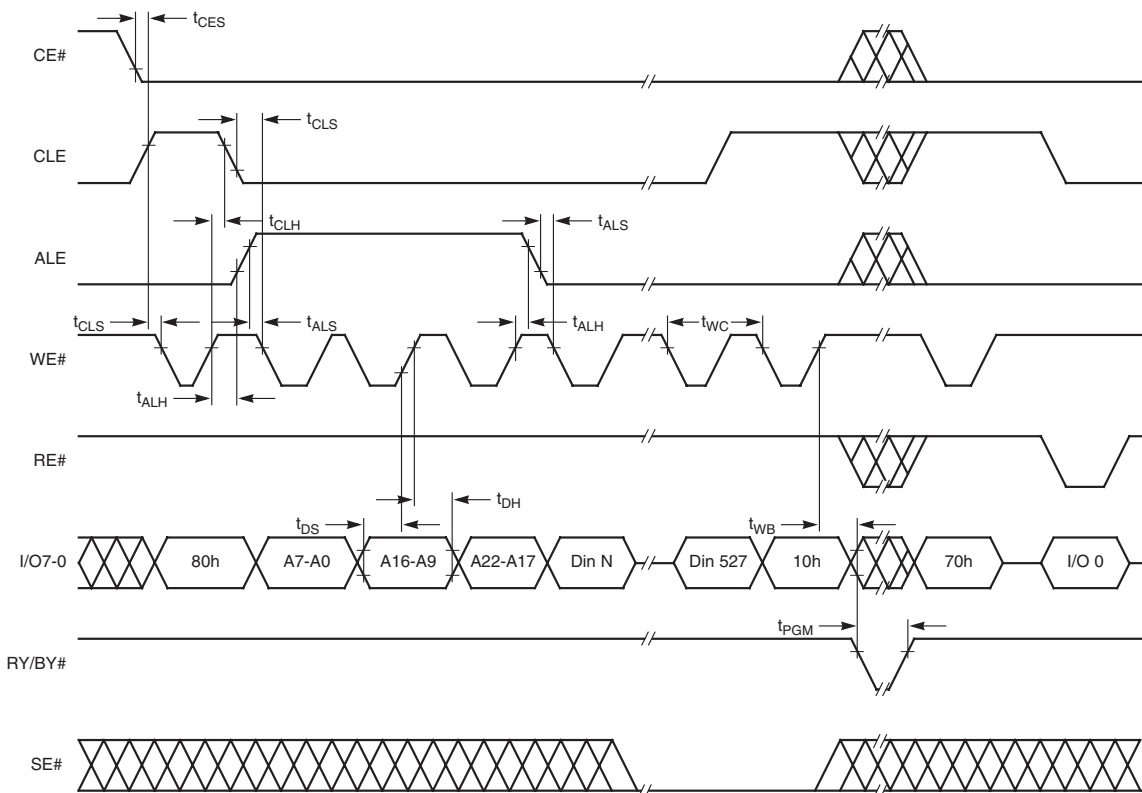 tCES
CE#
tCLS
CLE
tCLH
tALS
ALE
tCLS
tALS
tALH
tWC
WE#
tALH
RE#
tDH
tDS
tWB
I/O7-0
80h
A7-A0
A16-A9
A22-A17
Din N
Din 527
10h
70h
I/O 0
tPGM
RY/BY#
SE#